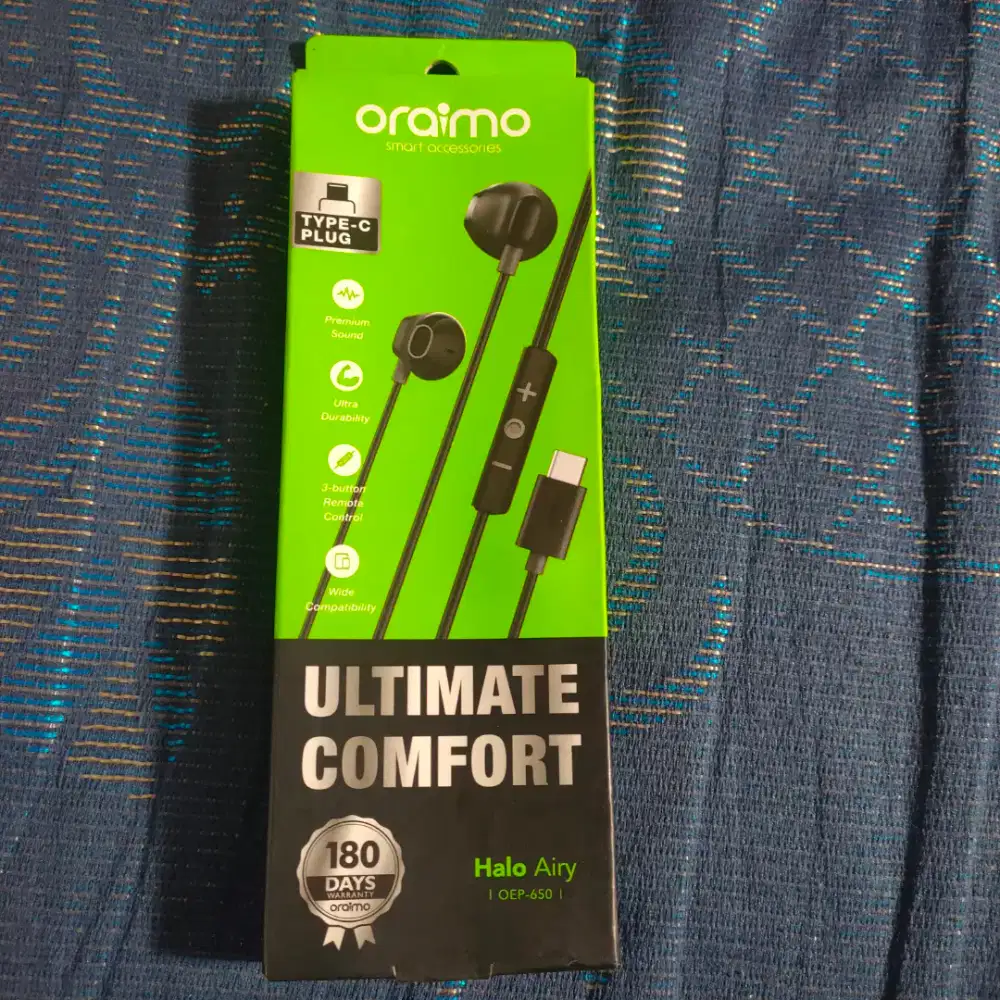 oraimo
smart accessories
TYPE-C
PLUG
Premium
Sound
Ultra
Durability
3-button
Remote
Control
Wide
Compatibility
+
–
ULTIMATE
COMFORT
180
DAYS
WARRANTY
oraimo
Halo Airy
| OEP-650 |